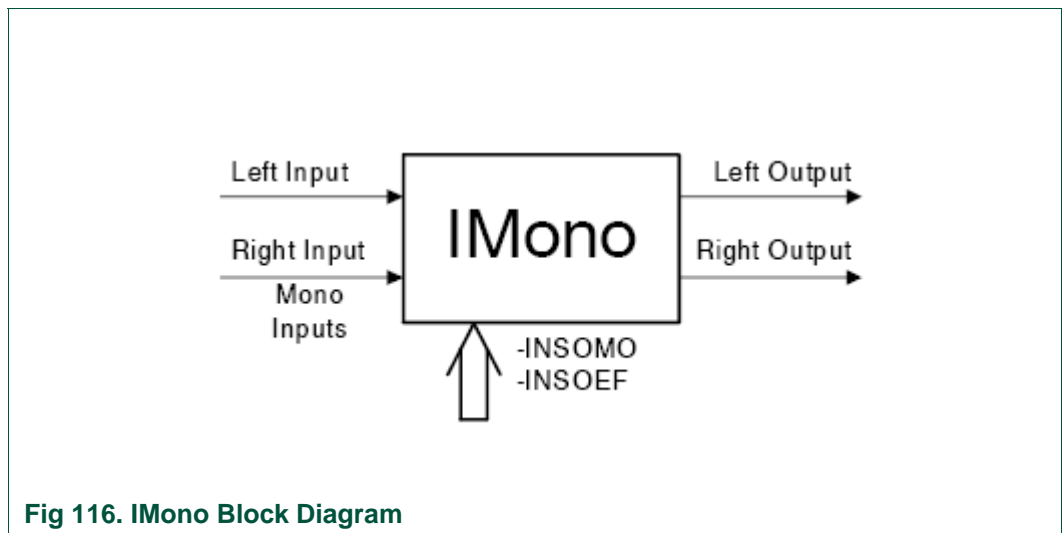 Left Input
Left Output
IMono
Right Input
Right Output
Mono
Inputs
-INSOMO
-INSOEF
Fig 116. IMono Block Diagram